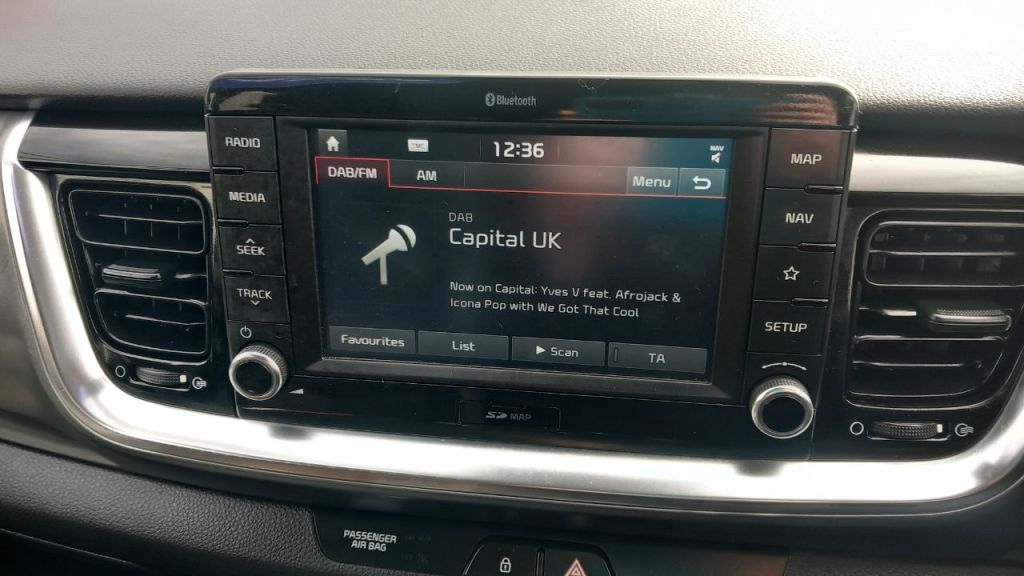 Bluetooth
RADIO
MEDIA
SEEK
TRACK
TMC
12:36
NAV
DAB/FM
AM
Menu
DAB
Capital UK
Now on Capital: Yves V feat. Afrojack &
Icona Pop with We Got That Cool
Favourites
List
Scan
TA
MAP
NAV
SETUP
SD MAP
PASSENGER
AIR BAG